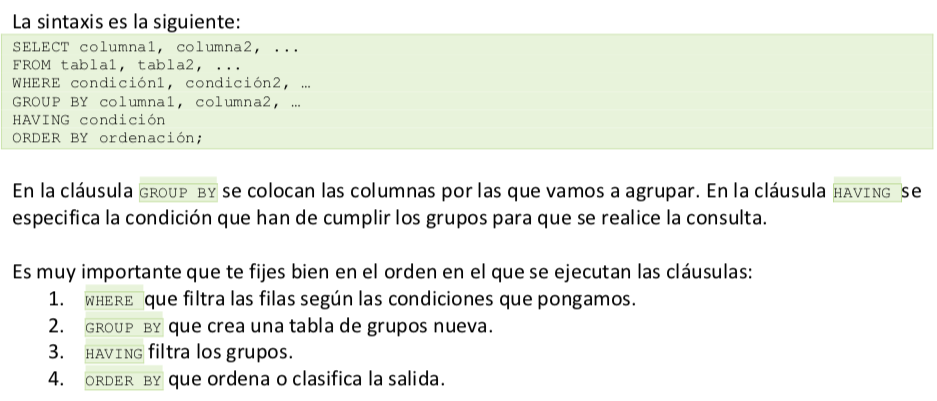 La sintaxis es la siguiente:
SELECT columna1, columna2, ...
FROM tabla1, tabla2, ...
WHERE condición1, condición2, …
GROUP BY columna1, columna2, …
HAVING condición
ORDER BY ordenación;
En la cláusula GROUP BY se colocan las columnas por las que vamos a agrupar. En la cláusula HAVING se
especifica la condición que han de cumplir los grupos para que se realice la consulta.
Es muy importante que te fijes bien en el orden en el que se ejecutan las cláusulas:
1. WHERE que filtra las filas según las condiciones que pongamos.
2. GROUP BY que crea una tabla de grupos nueva.
3. HAVING filtra los grupos.
4. ORDER BY que ordena o clasifica la salida.